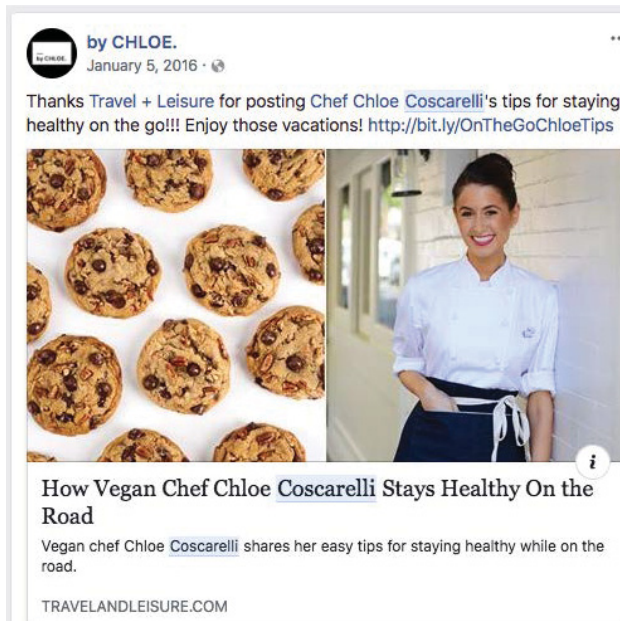 by CHLOE.
by CHLOE.
January 5, 2016 ·
Thanks Travel + Leisure for posting Chef Chloe Coscarelli's tips for staying
healthy on the go!!! Enjoy those vacations! http://bit.ly/OnTheGoChloeTips
i
How Vegan Chef Chloe Coscarelli Stays Healthy On the
Road
Vegan chef Chloe Coscarelli shares her easy tips for staying healthy while on the
road.
TRAVELANDLEISURE.COM